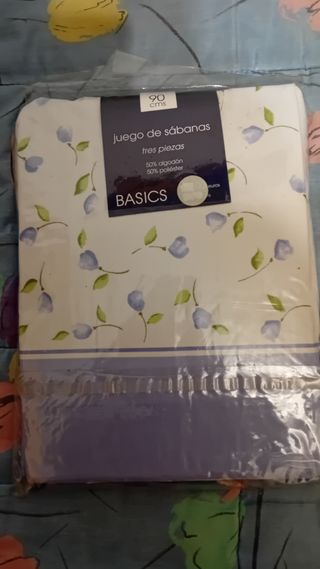 90
cms
juego de sábanas
tres piezas
50% algodón
50% poliéster
BASICS